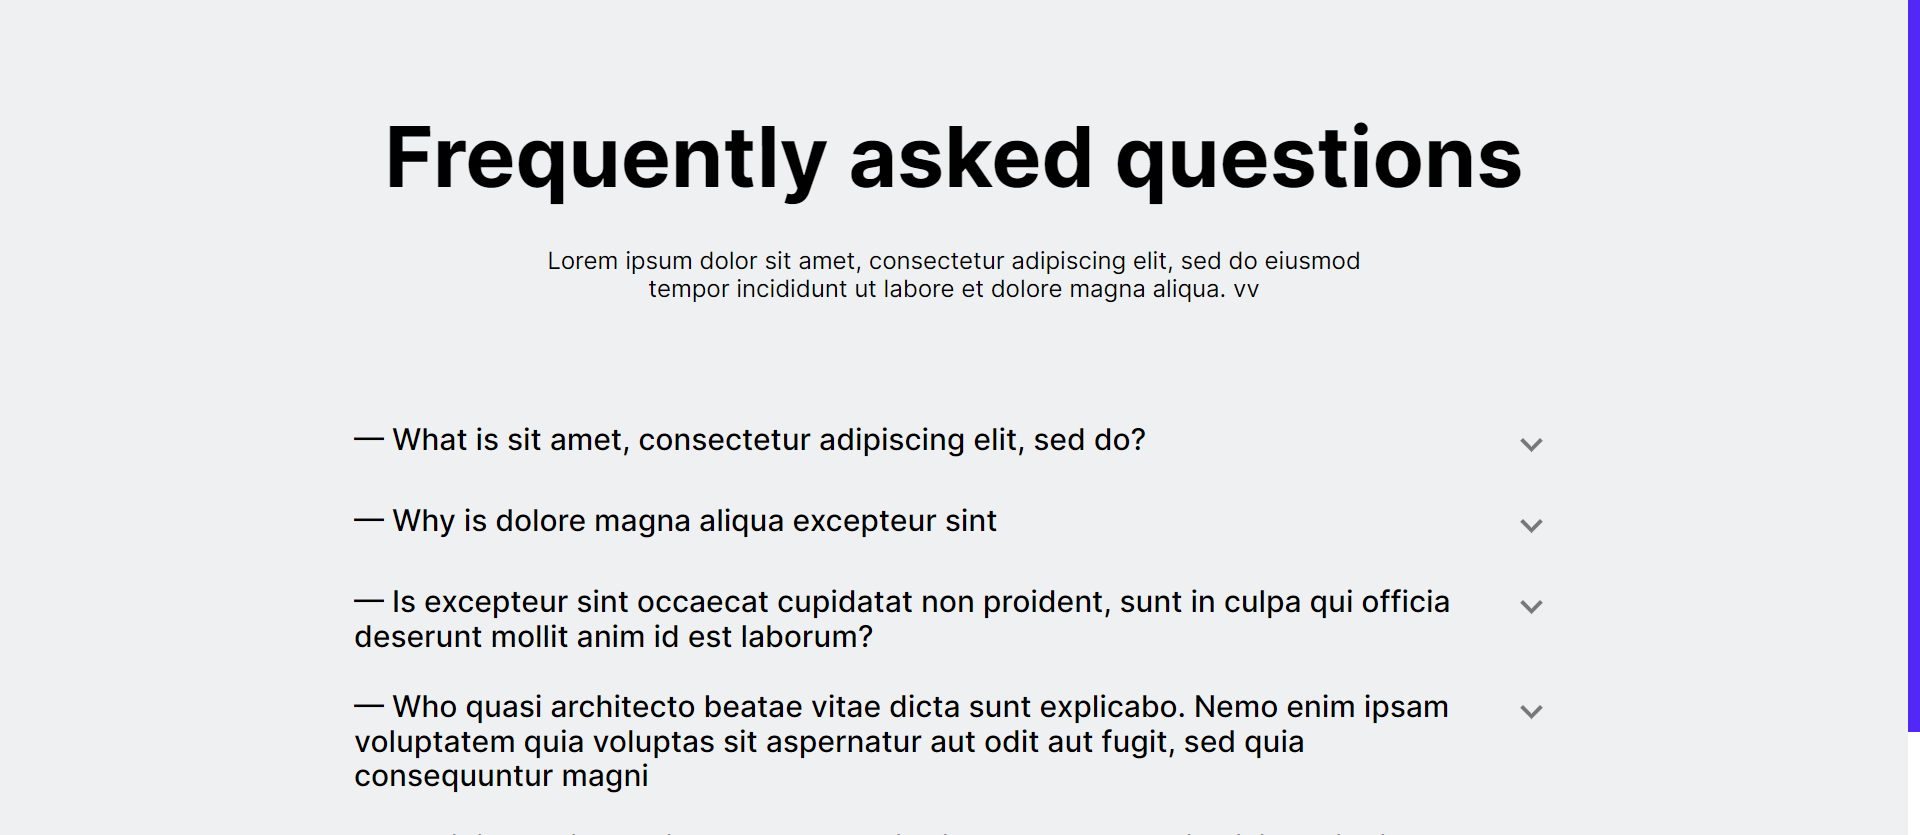 Frequently asked questions
Lorem ipsum dolor sit amet, consectetur adipiscing elit, sed do eiusmod
tempor incididunt ut labore et dolore magna aliqua. vv
— What is sit amet, consectetur adipiscing elit, sed do?
— Why is dolore magna aliqua excepteur sint
— Is excepteur sint occaecat cupidatat non proident, sunt in culpa qui officia
deserunt mollit anim id est laborum?
— Who quasi architecto beatae vitae dicta sunt explicabo. Nemo enim ipsam
voluptatem quia voluptas sit aspernatur aut odit aut fugit, sed quia
consequuntur magni